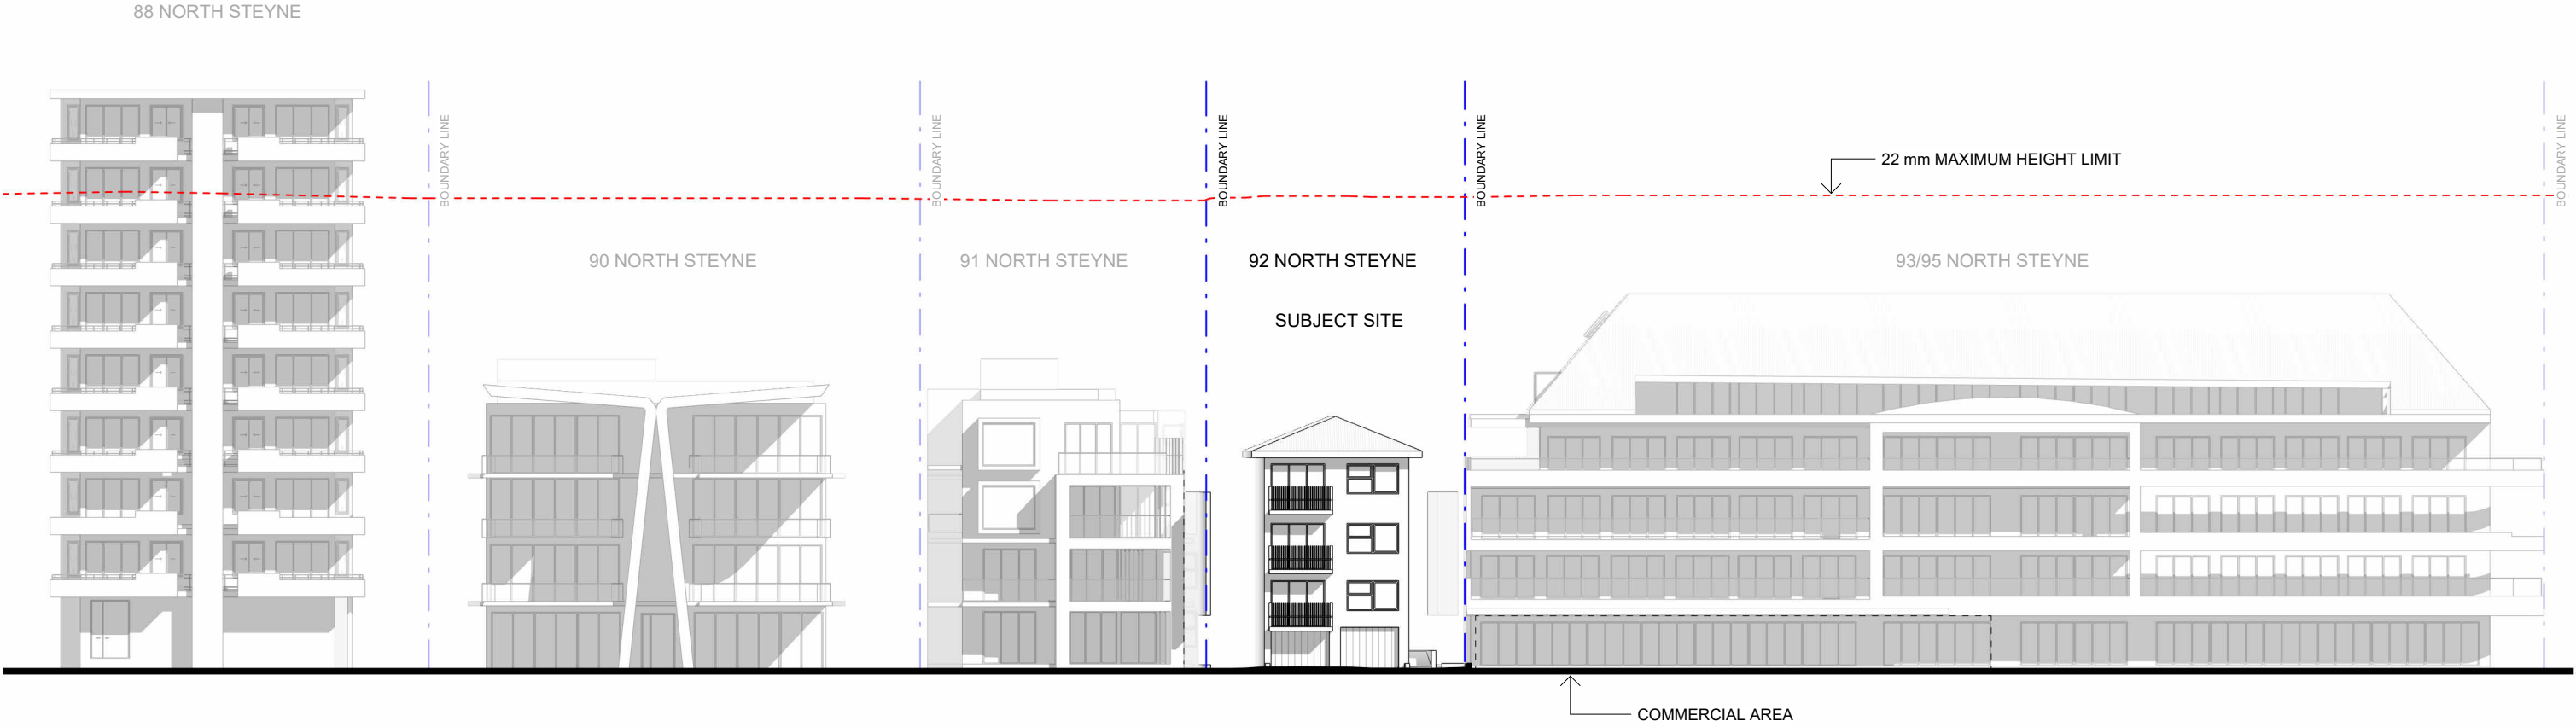 88 NORTH STEYNE
BOUNDARY LINE
BOUNDARY LINE
BOUNDARY LINE
BOUNDARY LINE
BOUNDARY LINE
22 mm MAXIMUM HEIGHT LIMIT
90 NORTH STEYNE
91 NORTH STEYNE
92 NORTH STEYNE
SUBJECT SITE
93/95 NORTH STEYNE
COMMERCIAL AREA